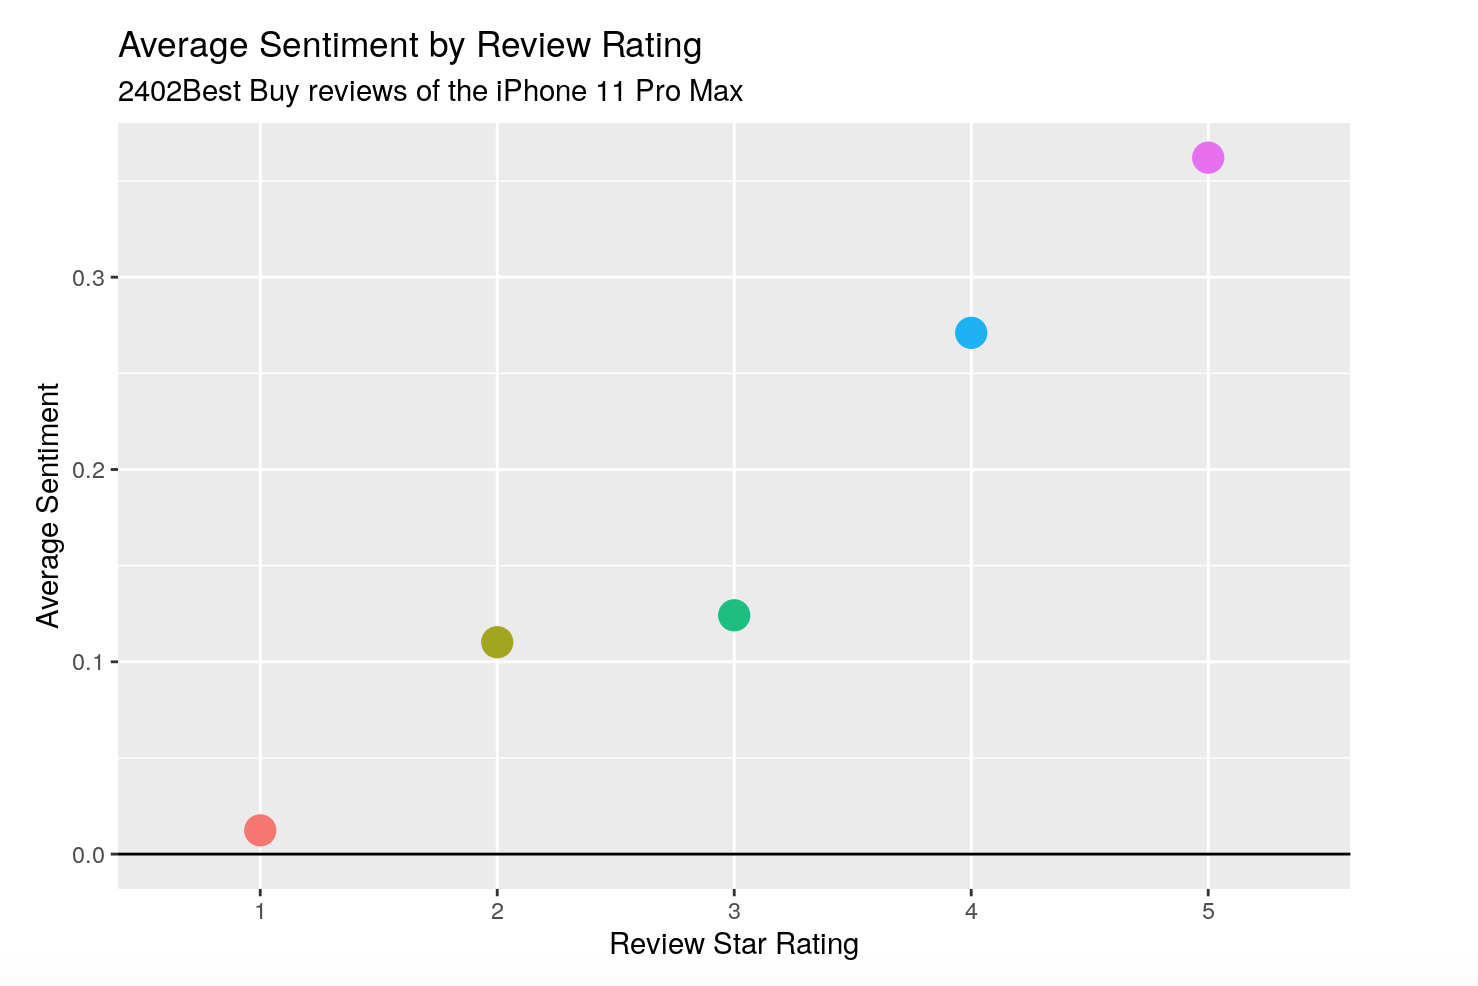 Average Sentiment by Review Rating
2402Best Buy reviews of the iPhone 11 Pro Max
Average Sentiment
0.3
0.2
0.1
0.0
1 2 3 4 5
Review Star Rating